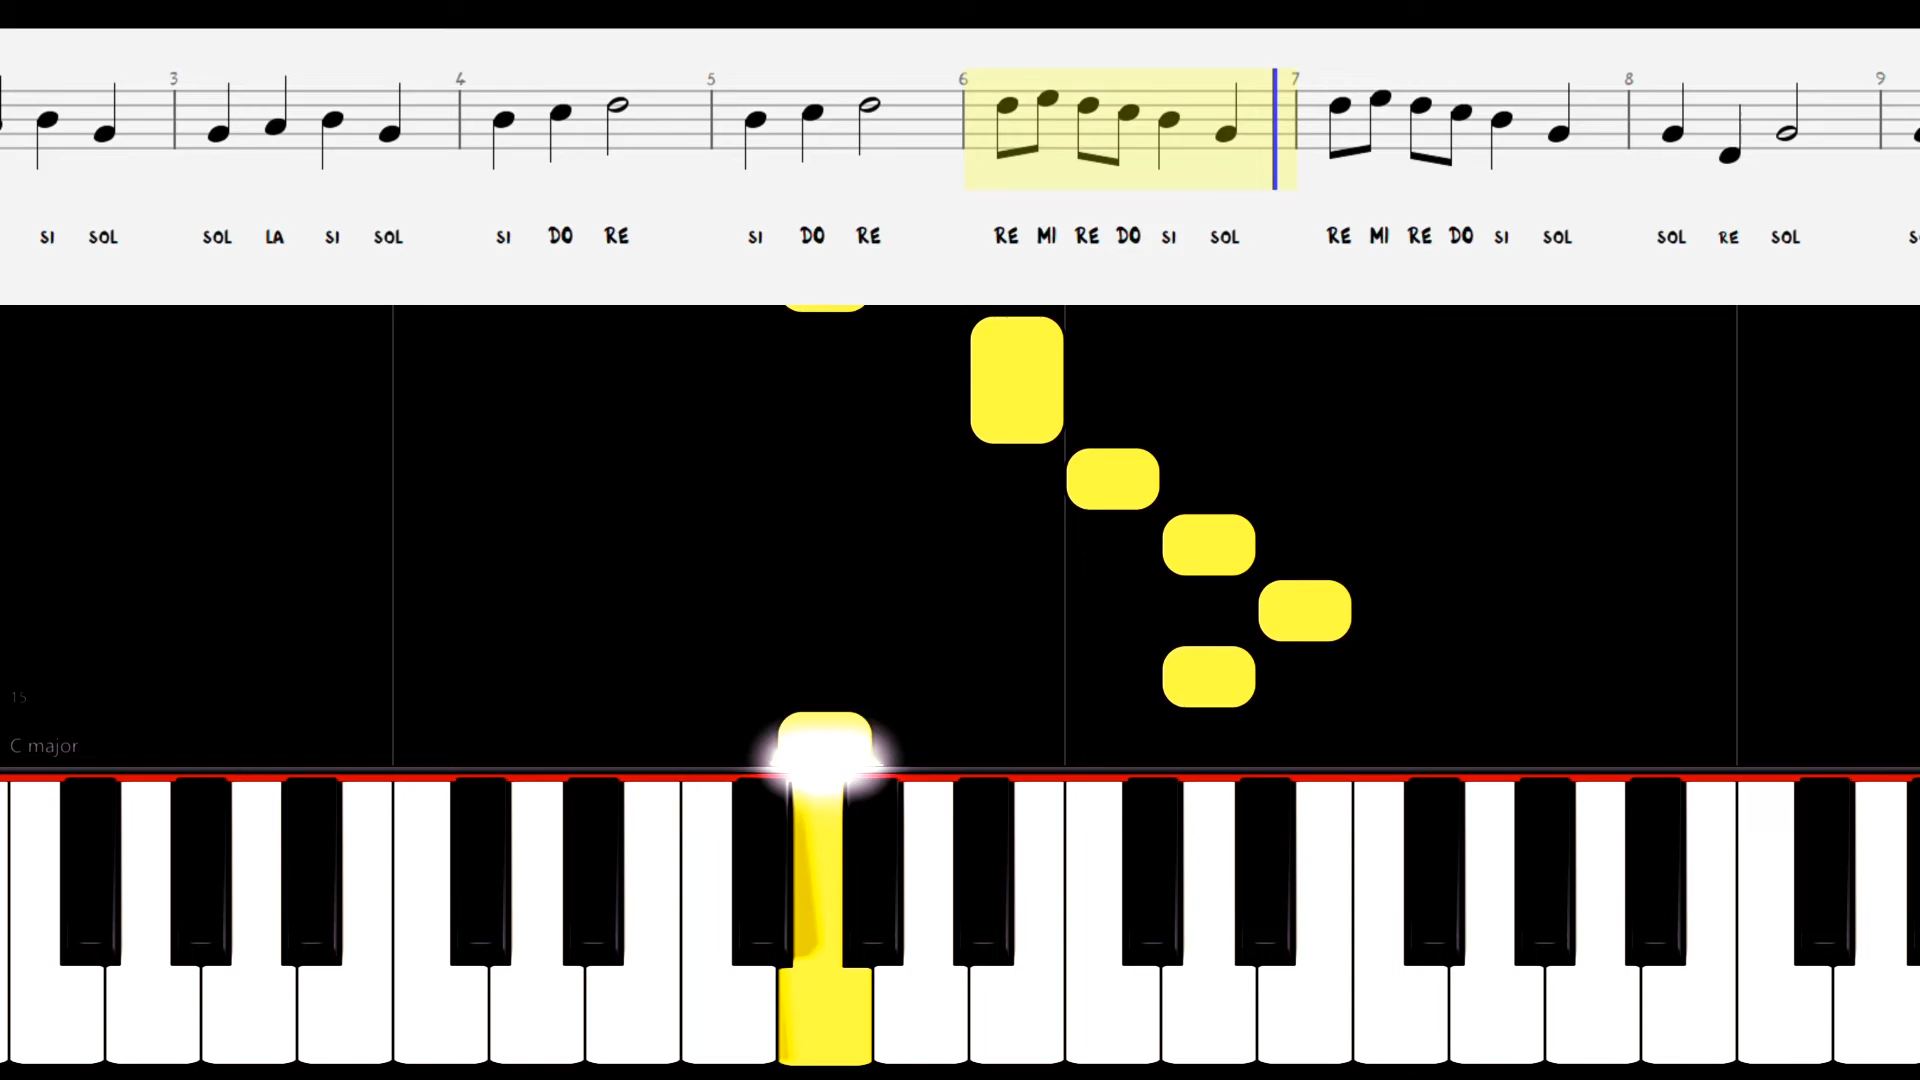 3 4 5 6 7 8 9
SI SOL SOL LA SI SOL SI DO RE SI DO RE RE MI RE DO SI SOL RE MI RE DO SI SOL SOL RE SOL
15
C major